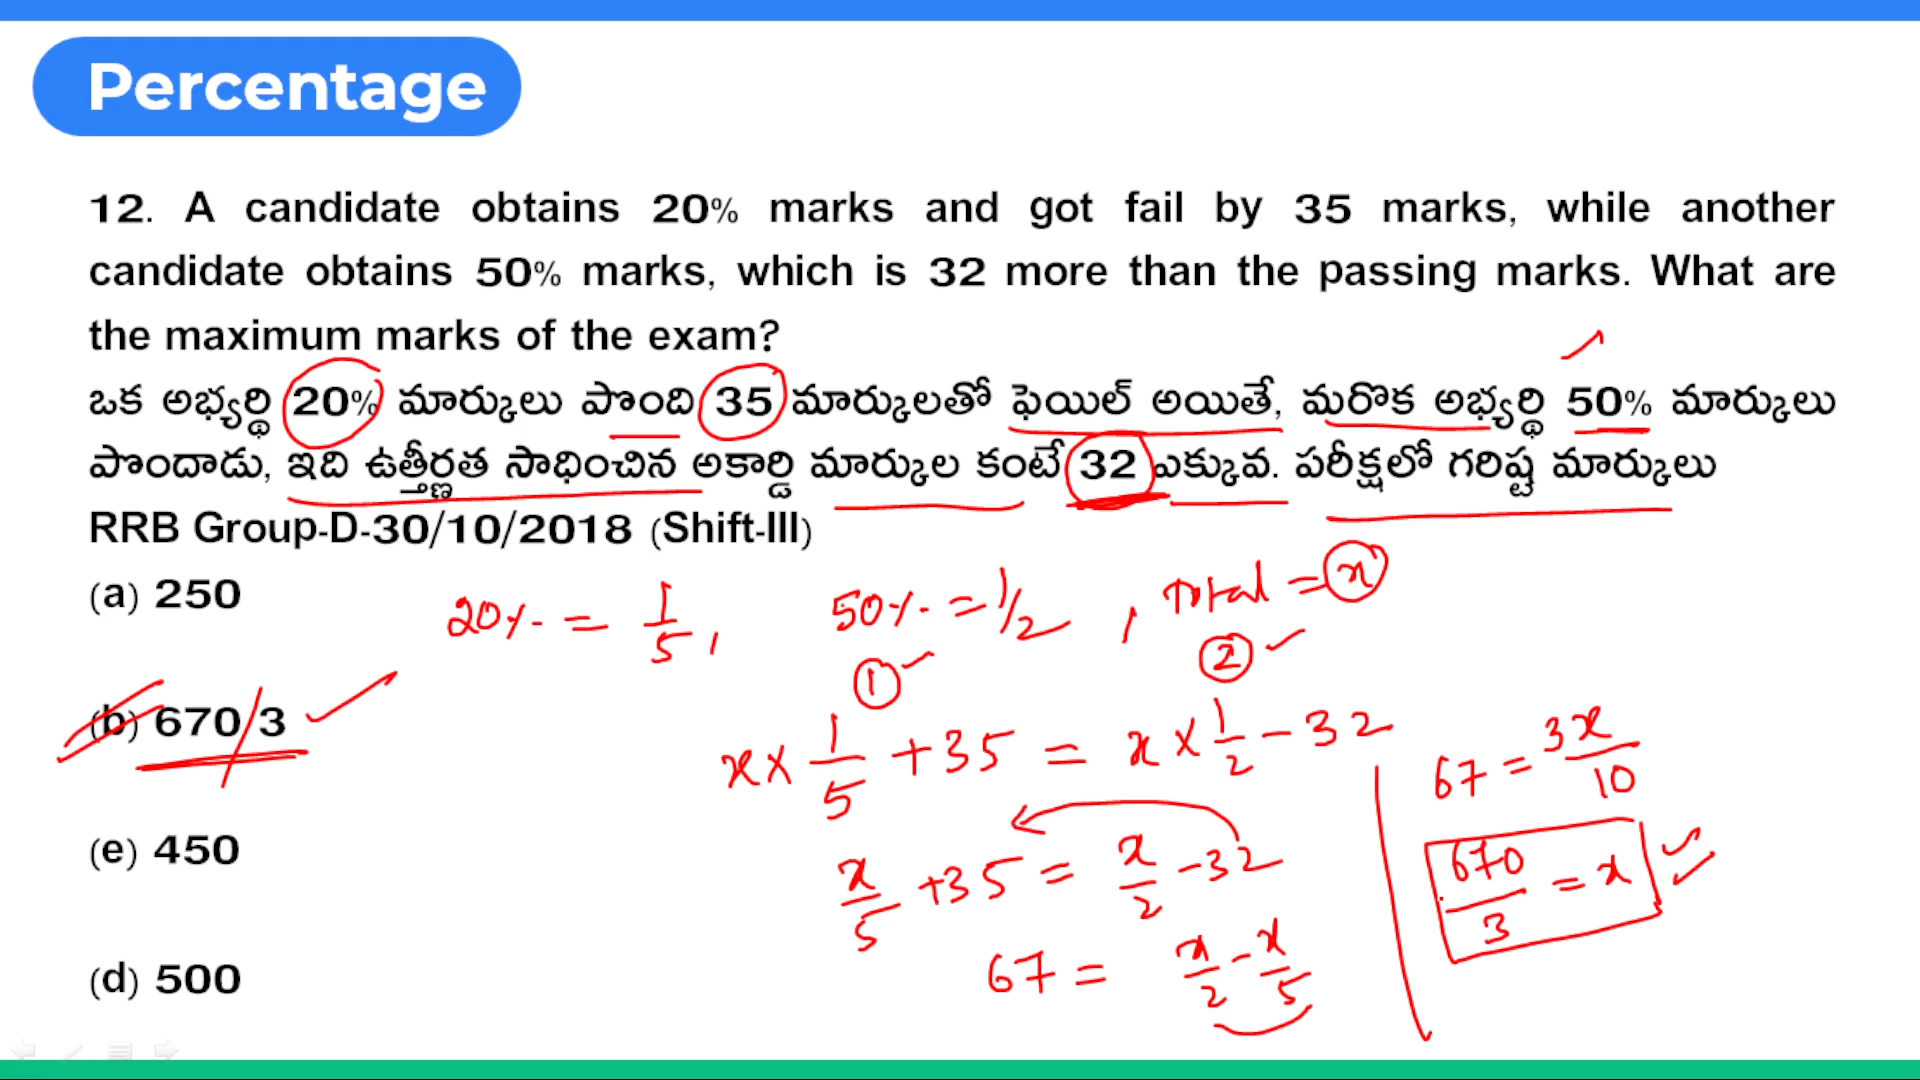 Percentage
12. A candidate obtains 20% marks and got fail by 35 marks, while another
candidate obtains 50% marks, which is 32 more than the passing marks. What are
the maximum marks of the exam?
ఒక అభ్యర్థి 20% మార్కులు పొంది 35 మార్కులతో ఫెయిల్ అయితే, మరొక అభ్యర్థి 50% మార్కులు
పొందాడు, ఇది ఉత్తీర్ణత సాధించిన అకార్డి మార్కుల కంటే 32 ఎక్కువ. పరీక్షలో గరిష్ట మార్కులు
RRB Group-D-30/10/2018 (Shift-III)
(a) 250
20% = 1/5, 50% = 1/2, Total = x
① ②
(b) 670/3
x × 1/5 + 35 = x × 1/2 - 32
67 = 3x/10
(e) 450
x/5 + 35 = x/2 - 32
670/3 = x
(d) 500
67 = x/2 - x/5